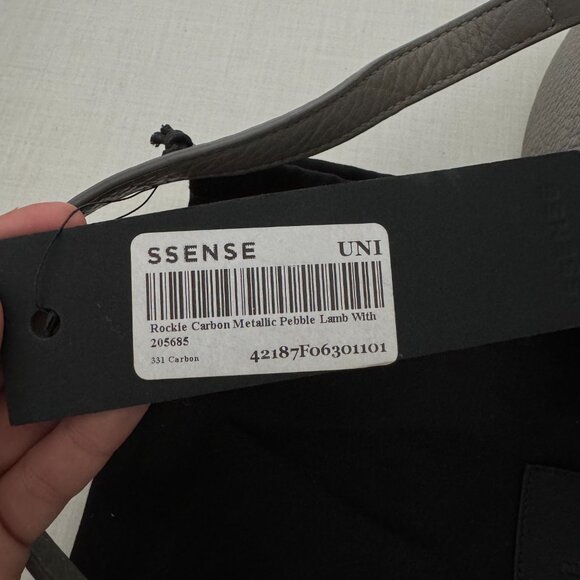 SSENSE UNI
Rockie Carbon Metallic Pebble Lamb With
205685
331 Carbon 42187F06301101